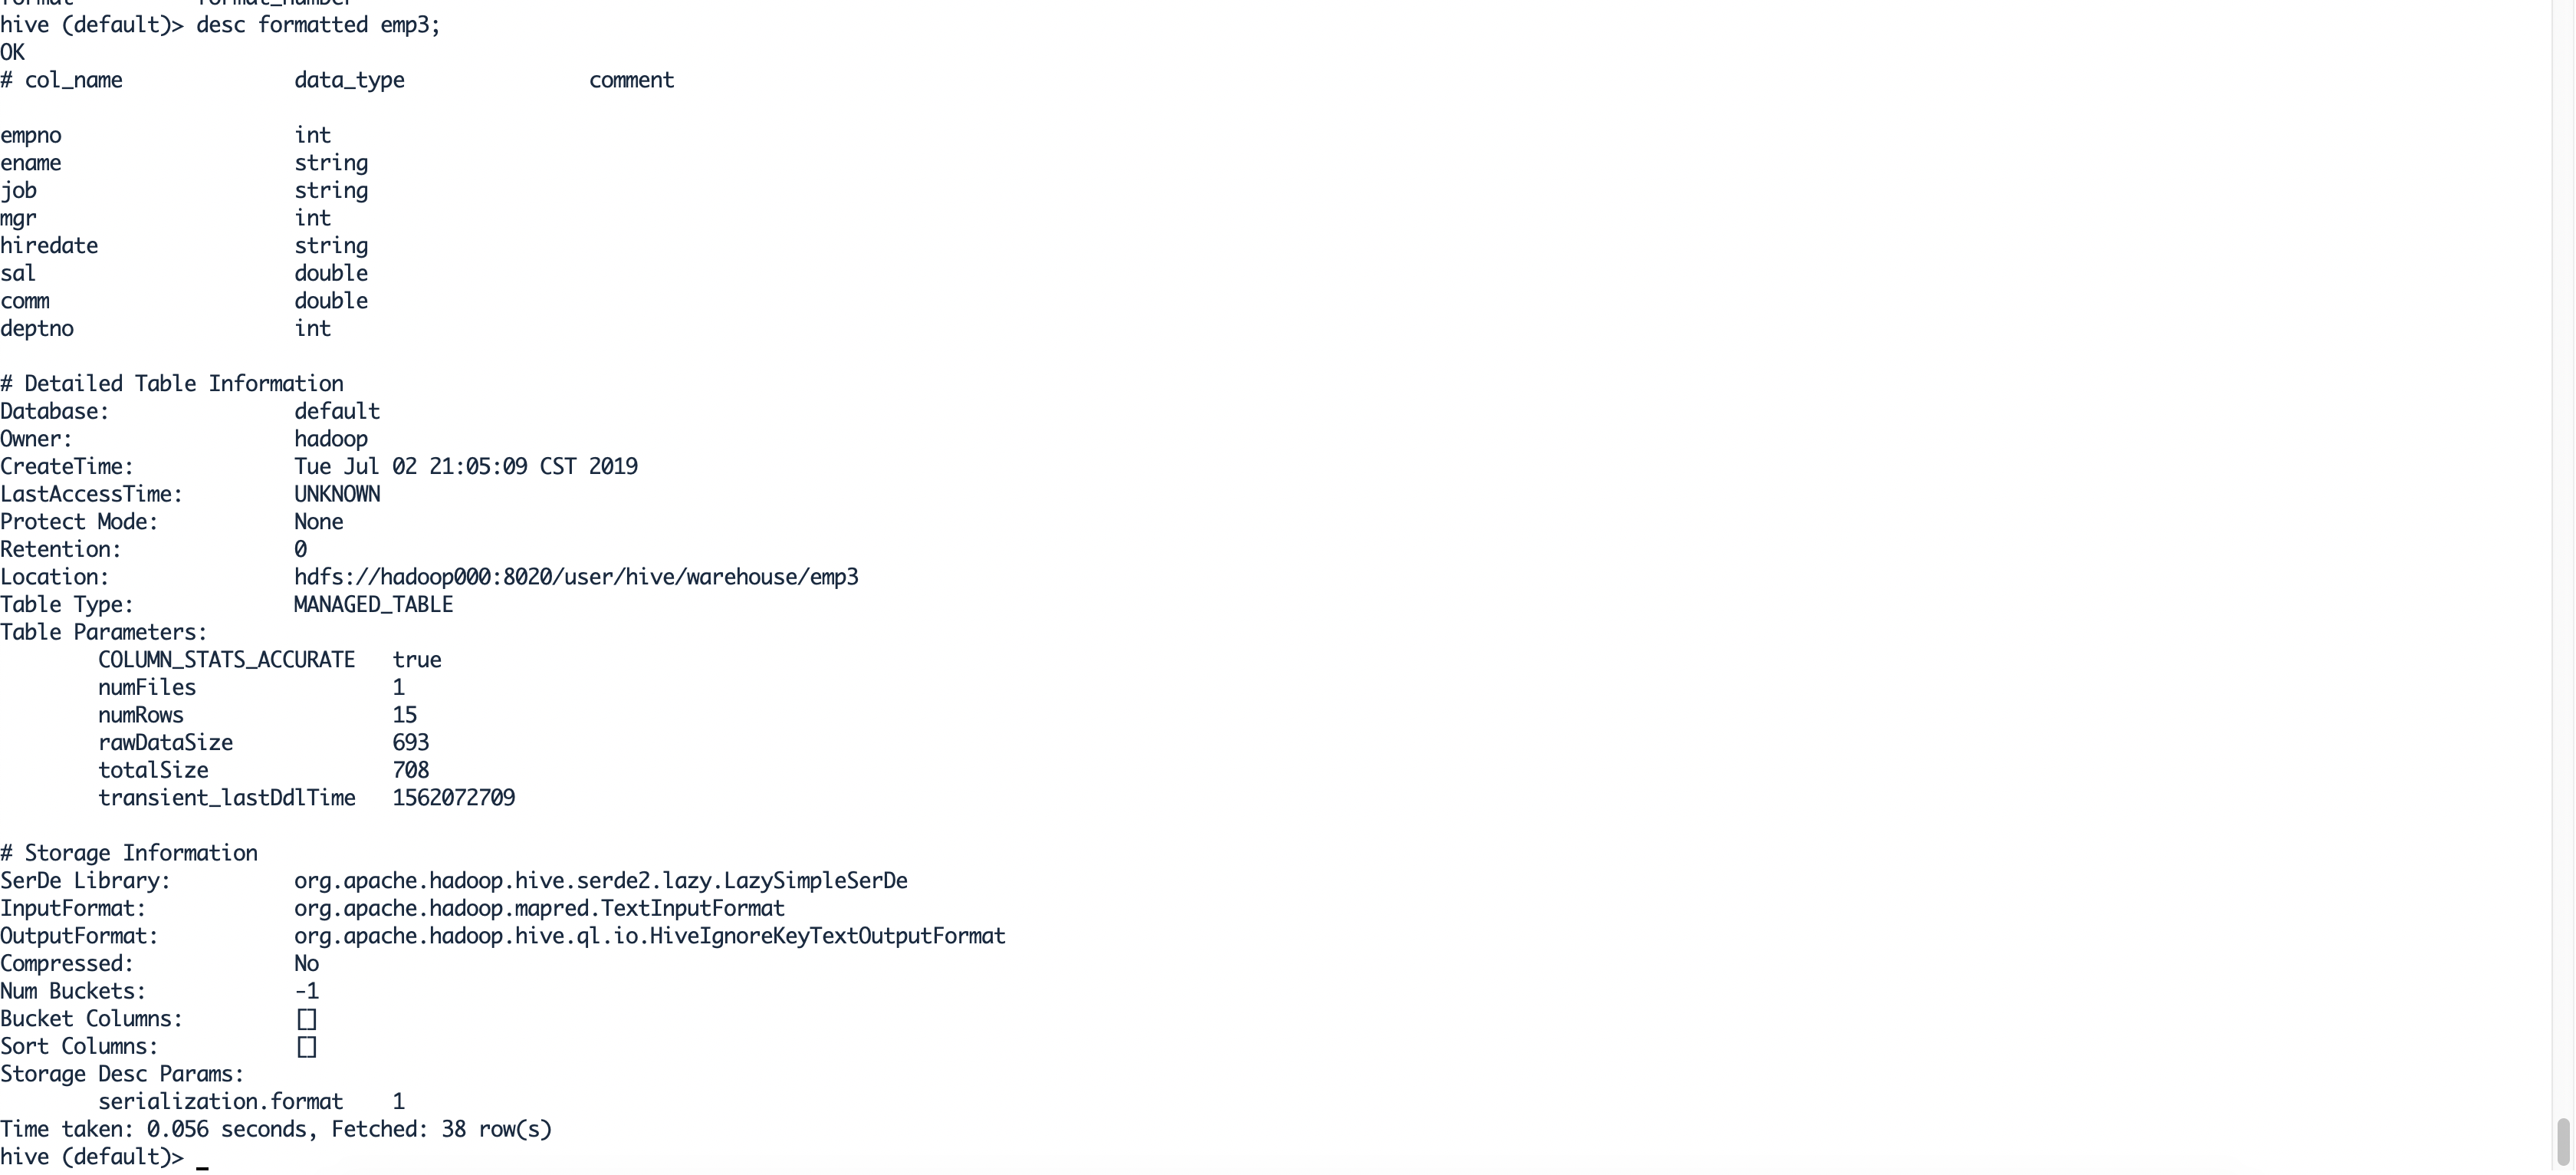 format format_number
hive (default)> desc formatted emp3;
OK
# col_name data_type comment
empno int
ename string
job string
mgr int
hiredate string
sal double
comm double
deptno int
# Detailed Table Information
Database: default
Owner: hadoop
CreateTime: Tue Jul 02 21:05:09 CST 2019
LastAccessTime: UNKNOWN
Protect Mode: None
Retention: 0
Location: hdfs://hadoop000:8020/user/hive/warehouse/emp3
Table Type: MANAGED_TABLE
Table Parameters:
COLUMN_STATS_ACCURATE true
numFiles 1
numRows 15
rawDataSize 693
totalSize 708
transient_lastDdlTime 1562072709
# Storage Information
SerDe Library: org.apache.hadoop.hive.serde2.lazy.LazySimpleSerDe
InputFormat: org.apache.hadoop.mapred.TextInputFormat
OutputFormat: org.apache.hadoop.hive.ql.io.HiveIgnoreKeyTextOutputFormat
Compressed: No
Num Buckets: -1
Bucket Columns: []
Sort Columns: []
Storage Desc Params:
serialization.format 1
Time taken: 0.056 seconds, Fetched: 38 row(s)
hive (default)> _